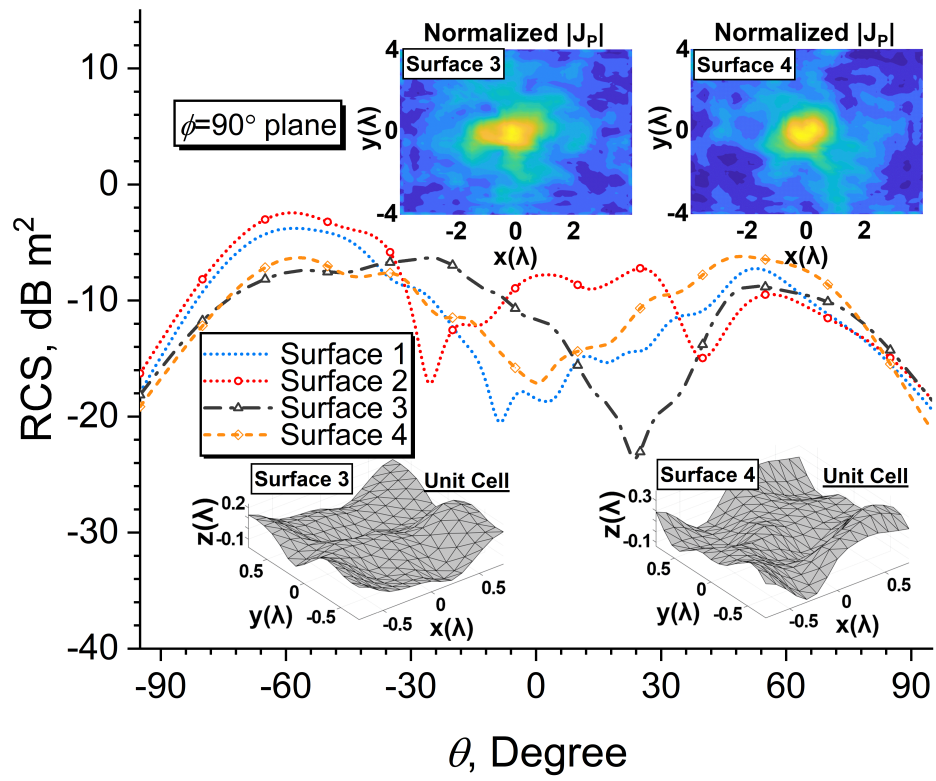 Normalized |J_P|
Normalized |J_P|
Surface 3
Surface 4
4
0
-4
y(λ)
-2 0 2
x(λ)
4
0
-4
y(λ)
-2 0 2
x(λ)
ϕ=90° plane
10
0
-10
-20
-30
-40
RCS, dB m²
Surface 1
Surface 2
Surface 3
Surface 4
Surface 3
Unit Cell
0.2
-0.1
z(λ)
0.5
0
-0.5
y(λ)
-0.5
0
0.5
x(λ)
Surface 4
Unit Cell
0.3
-0.1
z(λ)
0.5
0
-0.5
y(λ)
-0.5
0
0.5
x(λ)
-90 -60 -30 0 30 60 90
θ, Degree